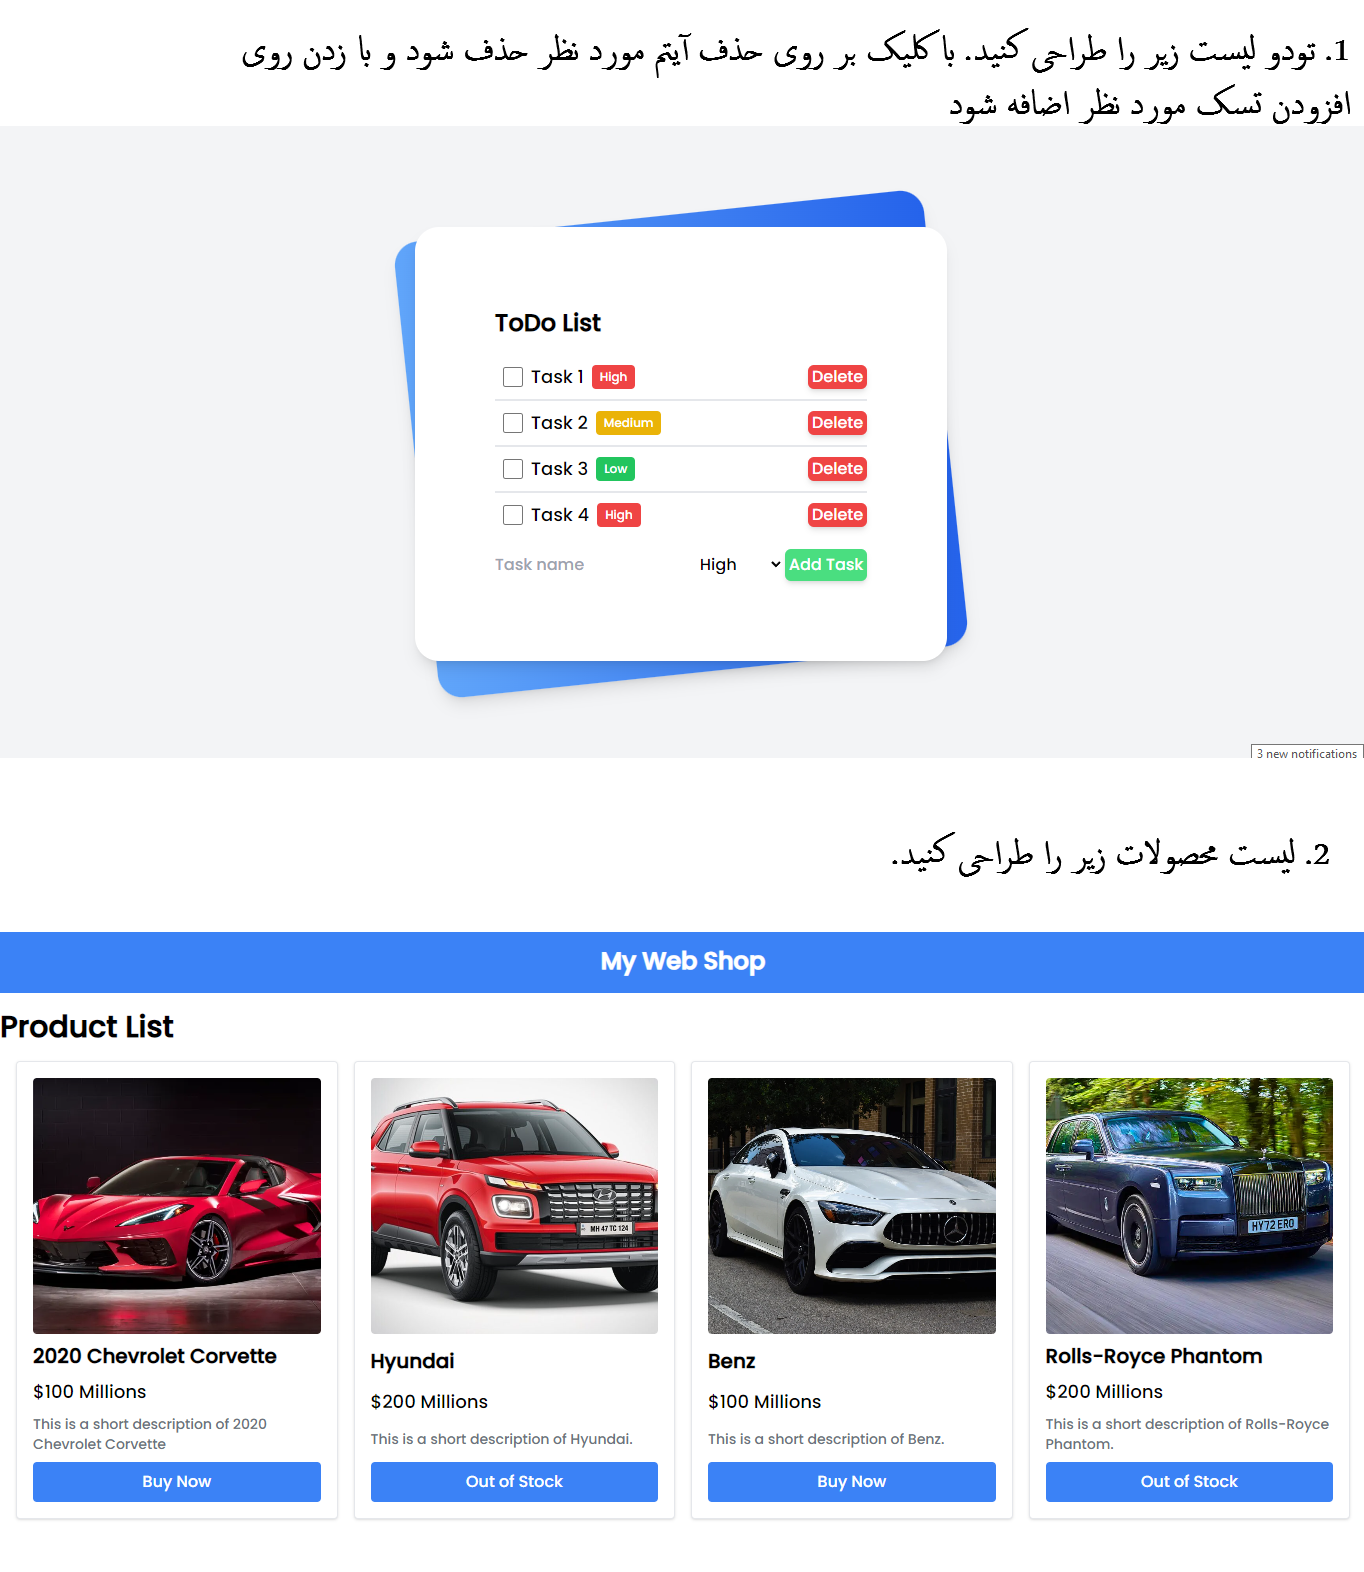 1. تودو لیست زیر را طراحی کنید. با کلیک بر روی حذف آیتم مورد نظر حذف شود و با زدن روی
افزودن تسک مورد نظر اضافه شود
ToDo List
Task 1 High Delete
Task 2 Medium Delete
Task 3 Low Delete
Task 4 High Delete
Task name High Add Task
3 new notifications
2. لیست محصولات زیر را طراحی کنید.
My Web Shop
Product List
MH 47 TC 124
HY72 ERO
2020 Chevrolet Corvette
$100 Millions
This is a short description of 2020
Chevrolet Corvette
Buy Now
Hyundai
$200 Millions
This is a short description of Hyundai.
Out of Stock
Benz
$100 Millions
This is a short description of Benz.
Buy Now
Rolls-Royce Phantom
$200 Millions
This is a short description of Rolls-Royce
Phantom.
Out of Stock